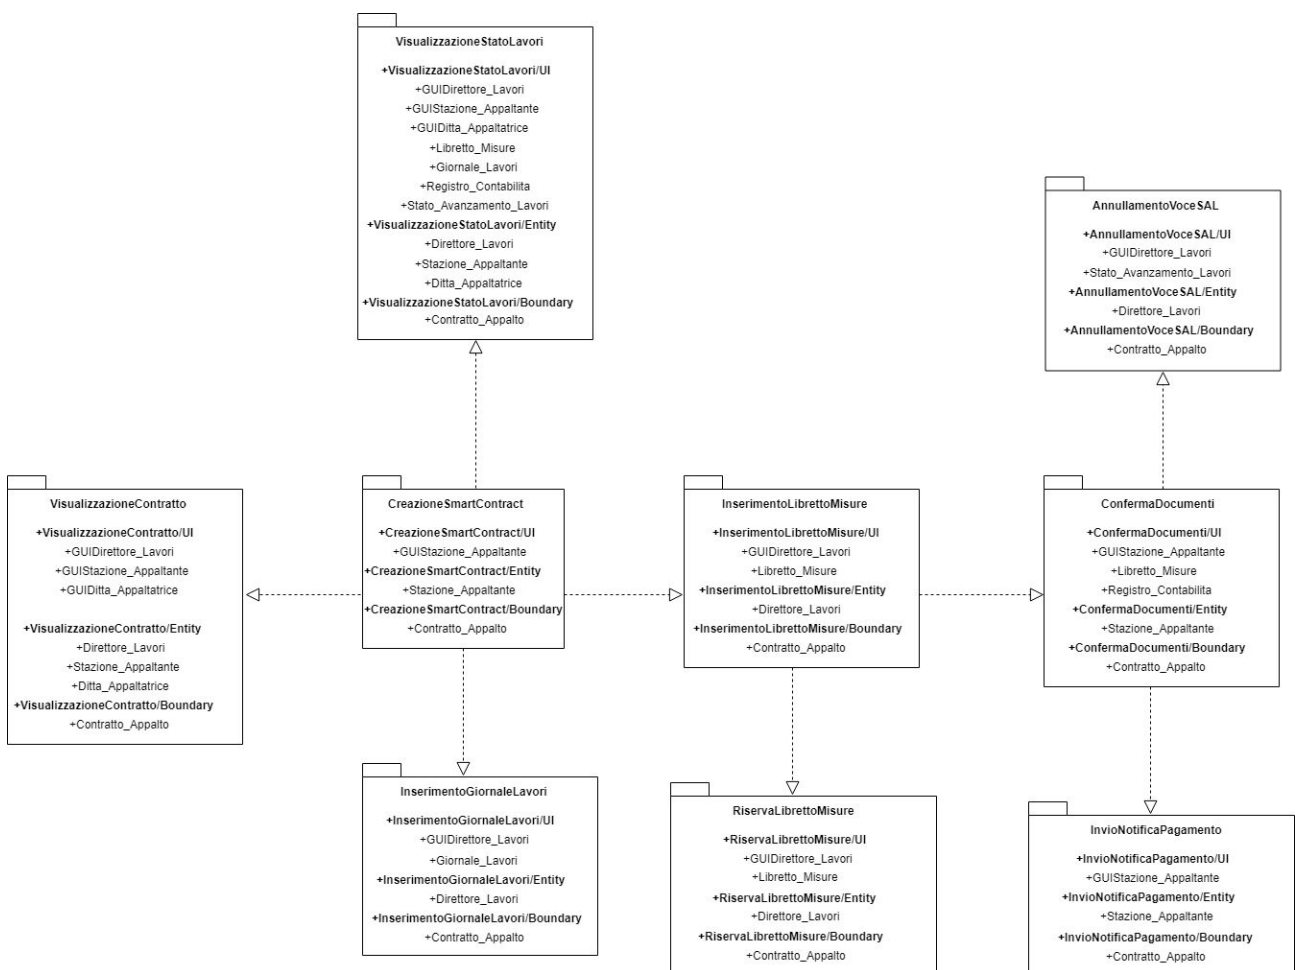 VisualizzazioneStatoLavori
+VisualizzazioneStatoLavori/UI
+GUIDirettore_Lavori
+GUIStazione_Appaltante
+GUIDitta_Appaltatrice
+Libretto_Misure
+Giornale_Lavori
+Registro_Contabilita
+Stato_Avanzamento_Lavori
+VisualizzazioneStatoLavori/Entity
+Direttore_Lavori
+Stazione_Appaltante
+Ditta_Appaltatrice
+VisualizzazioneStatoLavori/Boundary
+Contratto_Appalto
AnnullamentoVoceSAL
+AnnullamentoVoceSAL/UI
+GUIDirettore_Lavori
+Stato_Avanzamento_Lavori
+AnnullamentoVoceSAL/Entity
+Direttore_Lavori
+AnnullamentoVoceSAL/Boundary
+Contratto_Appalto
VisualizzazioneContratto
+VisualizzazioneContratto/UI
+GUIDirettore_Lavori
+GUIStazione_Appaltante
+GUIDitta_Appaltatrice
+VisualizzazioneContratto/Entity
+Direttore_Lavori
+Stazione_Appaltante
+Ditta_Appaltatrice
+VisualizzazioneContratto/Boundary
+Contratto_Appalto
CreazioneSmartContract
+CreazioneSmartContract/UI
+GUIStazione_Appaltante
+CreazioneSmartContract/Entity
+Stazione_Appaltante
+CreazioneSmartContract/Boundary
+Contratto_Appalto
InserimentoLibrettoMisure
+InserimentoLibrettoMisure/UI
+GUIDirettore_Lavori
+Libretto_Misure
+InserimentoLibrettoMisure/Entity
+Direttore_Lavori
+InserimentoLibrettoMisure/Boundary
+Contratto_Appalto
ConfermaDocumenti
+ConfermaDocumenti/UI
+GUIStazione_Appaltante
+Libretto_Misure
+Registro_Contabilita
+ConfermaDocumenti/Entity
+Stazione_Appaltante
+ConfermaDocumenti/Boundary
+Contratto_Appalto
InserimentoGiornaleLavori
+InserimentoGiornaleLavori/UI
+GUIDirettore_Lavori
+Giornale_Lavori
+InserimentoGiornaleLavori/Entity
+Direttore_Lavori
+InserimentoGiornaleLavori/Boundary
+Contratto_Appalto
RiservaLibrettoMisure
+RiservaLibrettoMisure/UI
+GUIDirettore_Lavori
+Libretto_Misure
+RiservaLibrettoMisure/Entity
+Direttore_Lavori
+RiservaLibrettoMisure/Boundary
+Contratto_Appalto
InvioNotificaPagamento
+InvioNotificaPagamento/UI
+GUIStazione_Appaltante
+InvioNotificaPagamento/Entity
+Stazione_Appaltante
+InvioNotificaPagamento/Boundary
+Contratto_Appalto